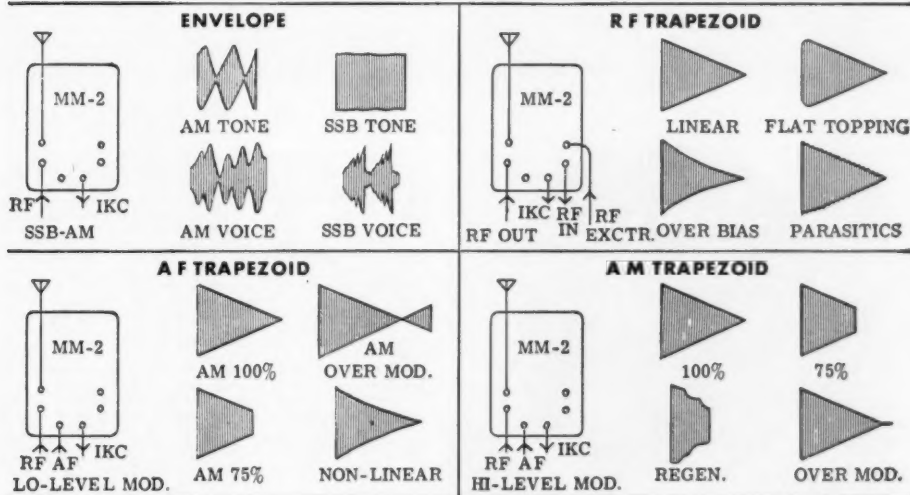 ENVELOPE
MM-2
AM TONE
SSB TONE
AM VOICE
SSB VOICE
RF
IKC
SSB-AM
RF TRAPEZOID
MM-2
LINEAR
FLAT TOPPING
OVER BIAS
PARASITICS
IKC
RF OUT
RF
IN
RF
EXCTR.
AF TRAPEZOID
MM-2
AM 100%
AM
OVER MOD.
AM 75%
NON-LINEAR
RF AF
IKC
LO-LEVEL MOD.
AM TRAPEZOID
MM-2
100%
75%
REGEN.
OVER MOD.
RF AF
IKC
HI-LEVEL MOD.